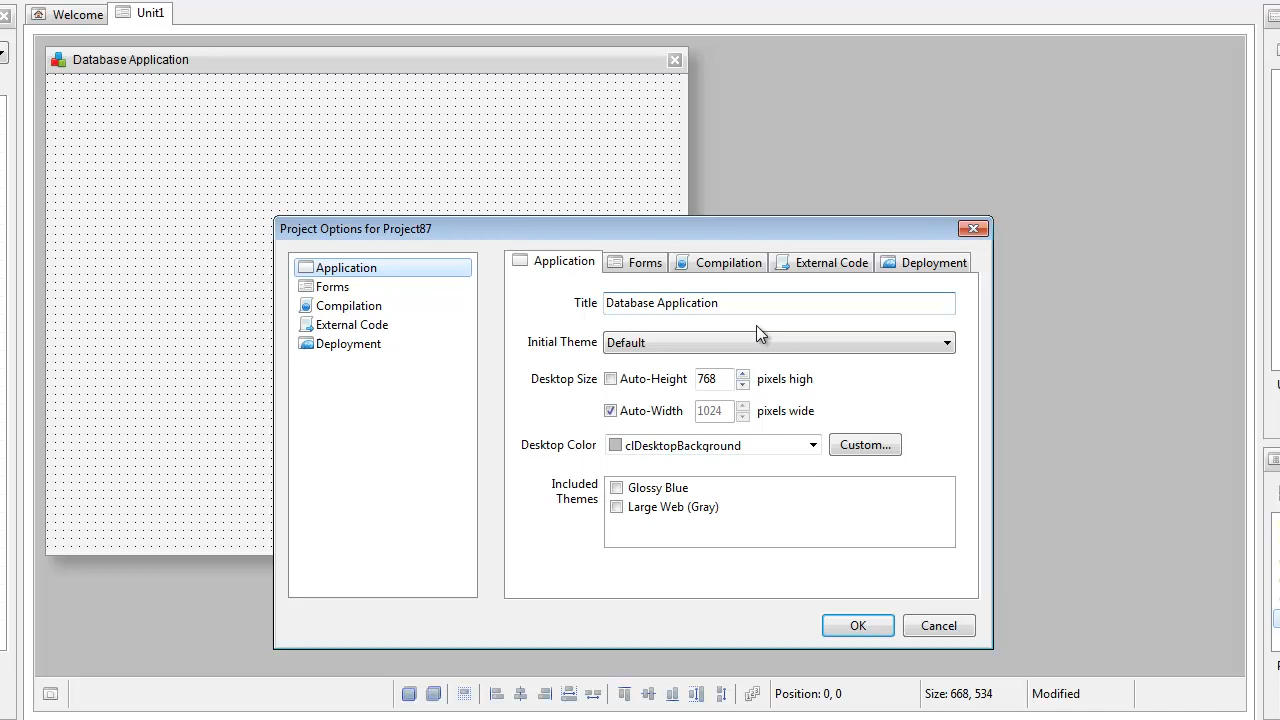 Welcome
Unit1
Database Application
Project Options for Project87
Application
Forms
Compilation
External Code
Deployment
Application
Forms
Compilation
External Code
Deployment
Title
Database Application
Initial Theme
Default
Desktop Size
Auto-Height
768
pixels high
Auto-Width
1024
pixels wide
Desktop Color
clDesktopBackground
Custom...
Included
Themes
Glossy Blue
Large Web (Gray)
OK
Cancel
Position: 0, 0
Size: 668, 534
Modified